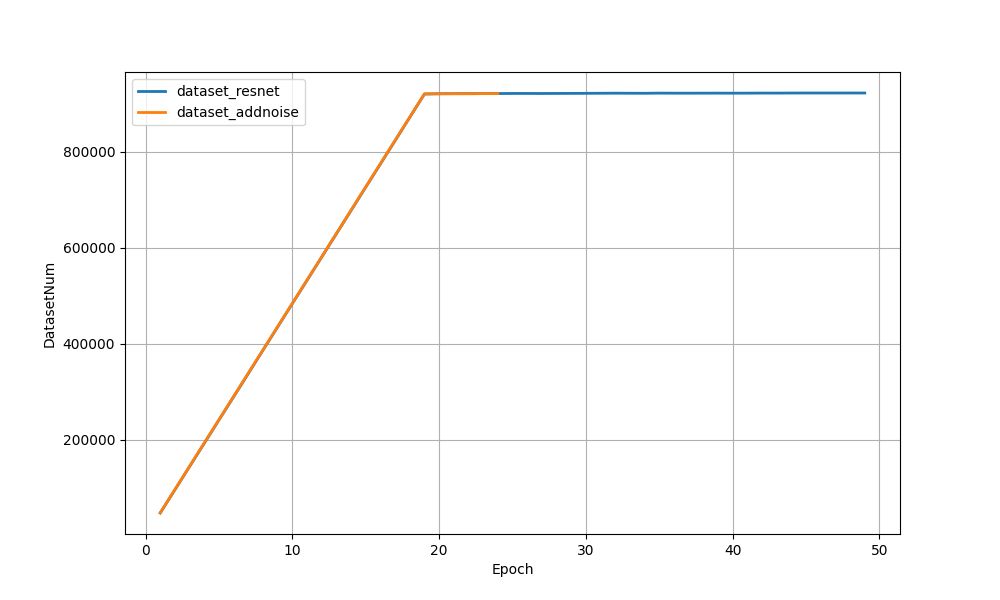 dataset_resnet
dataset_addnoise
800000
600000
400000
200000
DatasetNum
0 10 20 30 40 50
Epoch